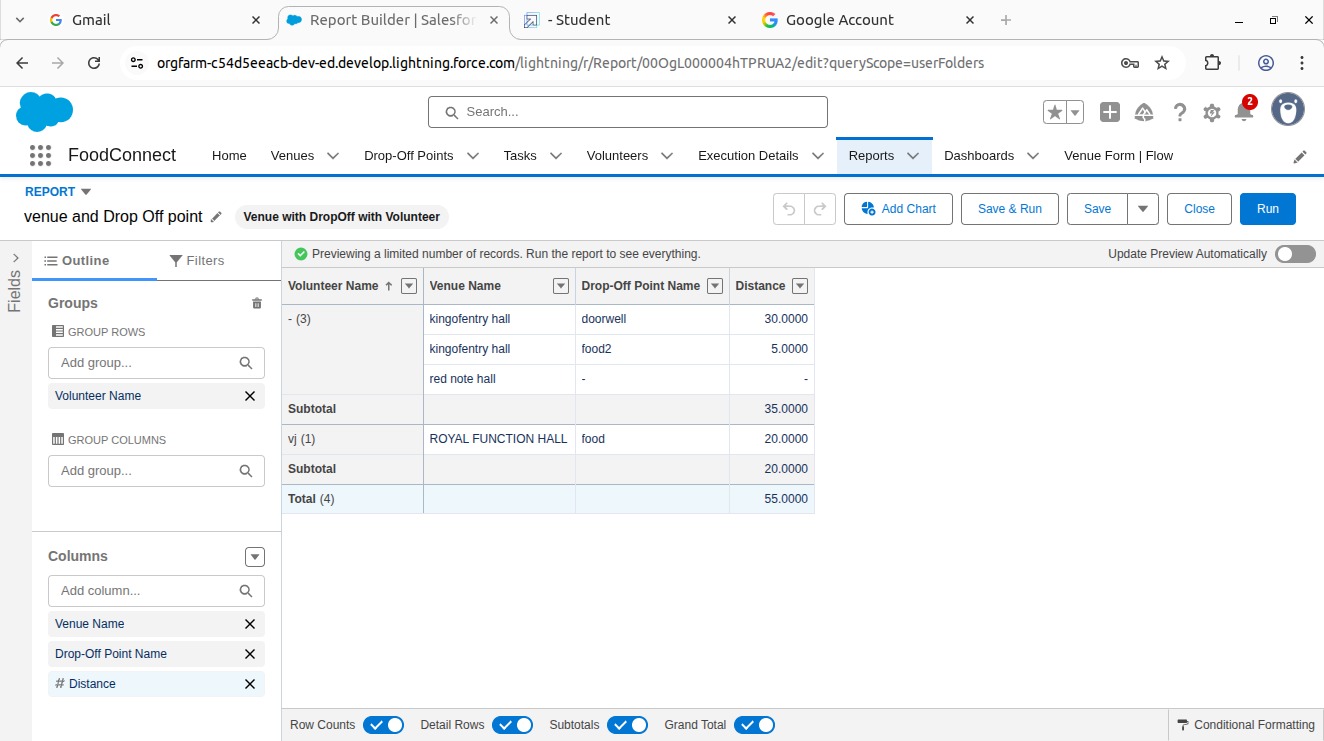 Gmail
Report Builder | Salesfor
- Student
Google Account
orgfarm-c54d5eeacb-dev-ed.develop.lightning.force.com/lightning/r/Report/00OgL000004hTPRUA2/edit?queryScope=userFolders
Search...
2
FoodConnect
Home
Venues
Drop-Off Points
Tasks
Volunteers
Execution Details
Reports
Dashboards
Venue Form | Flow
REPORT
venue and Drop Off point
Venue with DropOff with Volunteer
Add Chart
Save & Run
Save
Close
Run
Fields
Outline
Filters
Previewing a limited number of records. Run the report to see everything.
Update Preview Automatically
Groups
GROUP ROWS
Add group...
Volunteer Name
GROUP COLUMNS
Add group...
Columns
Add column...
Venue Name
Drop-Off Point Name
# Distance
Volunteer Name Venue Name Drop-Off Point Name Distance
- (3) kingofentry hall doorwell 30.0000
kingofentry hall food2 5.0000
red note hall - -
Subtotal 35.0000
vj (1) ROYAL FUNCTION HALL food 20.0000
Subtotal 20.0000
Total (4) 55.0000
Row Counts
Detail Rows
Subtotals
Grand Total
Conditional Formatting